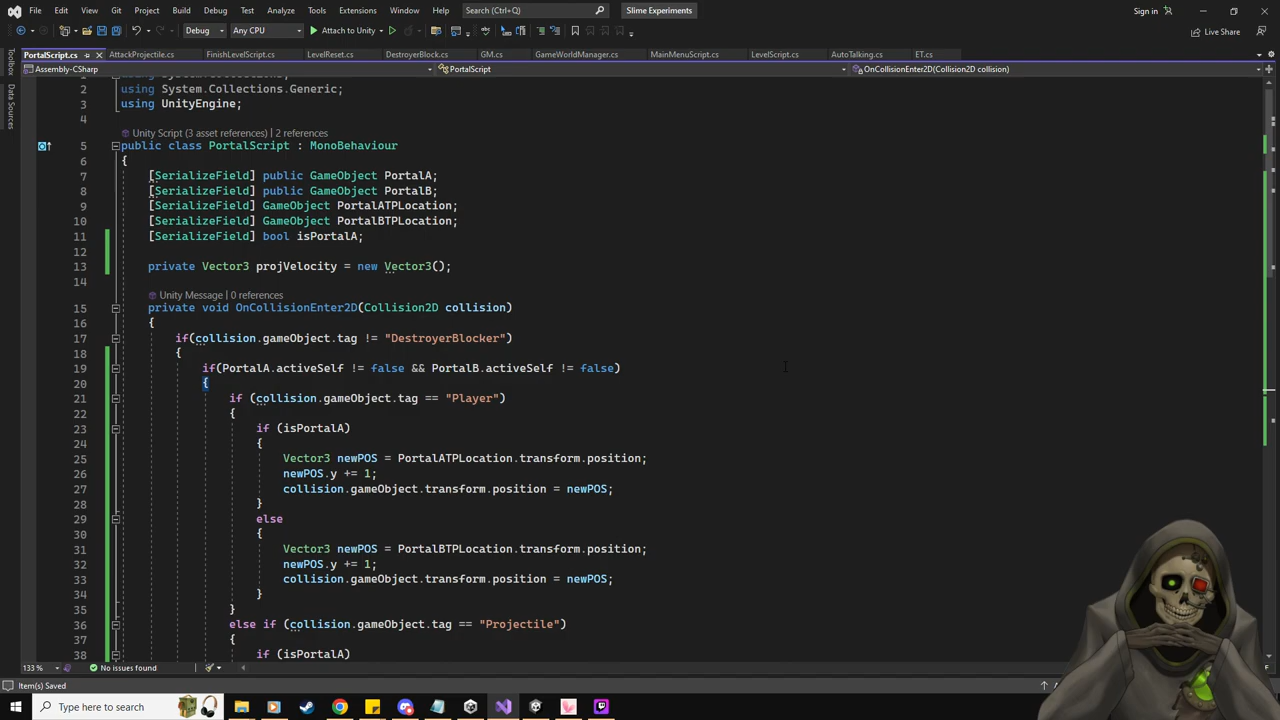 File Edit View Git Project Build Debug Test Analyze Tools Extensions Window Help Search (Ctrl+Q) Slime Experiments Sign in
Debug Any CPU Attach to Unity Live Share
PortalScript.cs AttackProjectile.cs FinishLevelScript.cs LevelReset.cs DestroyerBlock.cs GM.cs GameWorldManager.cs MainMenuScript.cs LevelScript.cs AutoTalking.cs ET.cs
Toolbox
Data Sources
Assembly-CSharp PortalScript OnCollisionEnter2D(Collision2D collision)
2 using System.Collections.Generic;
3 using UnityEngine;
4
Unity Script (3 asset references) | 2 references
5 public class PortalScript : MonoBehaviour
6 {
7 [SerializeField] public GameObject PortalA;
8 [SerializeField] public GameObject PortalB;
9 [SerializeField] GameObject PortalATPLocation;
10 [SerializeField] GameObject PortalBTPLocation;
11 [SerializeField] bool isPortalA;
12
13 private Vector3 projVelocity = new Vector3();
14
Unity Message | 0 references
15 private void OnCollisionEnter2D(Collision2D collision)
16 {
17 if(collision.gameObject.tag != "DestroyerBlocker")
18 {
19 if(PortalA.activeSelf != false && PortalB.activeSelf != false)
20 {
21 if (collision.gameObject.tag == "Player")
22 {
23 if (isPortalA)
24 {
25 Vector3 newPOS = PortalATPLocation.transform.position;
26 newPOS.y += 1;
27 collision.gameObject.transform.position = newPOS;
28 }
29 else
30 {
31 Vector3 newPOS = PortalBTPLocation.transform.position;
32 newPOS.y += 1;
33 collision.gameObject.transform.position = newPOS;
34 }
35 }
36 else if (collision.gameObject.tag == "Projectile")
37 {
38 if (isPortalA)
133 % No issues found
Item(s) Saved
Type here to search